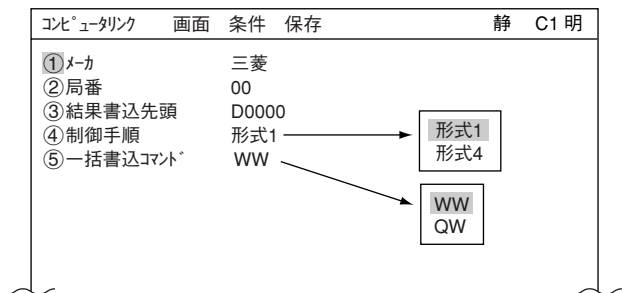 ｺﾝﾋﾟｭｰﾀﾘﾝｸ 画面 条件 保存 静 C1 明
①ﾒｰｶ 三菱
②局番 00
③結果書込先頭 D0000
④制御手順 形式1
⑤一括書込ｺﾏﾝﾄﾞ WW
形式1
形式4
WW
QW